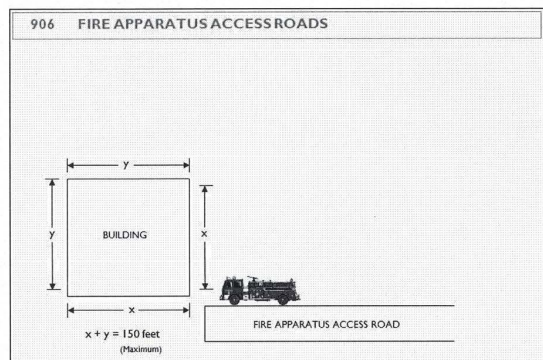 906 FIRE APPARATUS ACCESS ROADS
y
y
BUILDING
x
x
x + y = 150 feet
(Maximum)
FIRE APPARATUS ACCESS ROAD